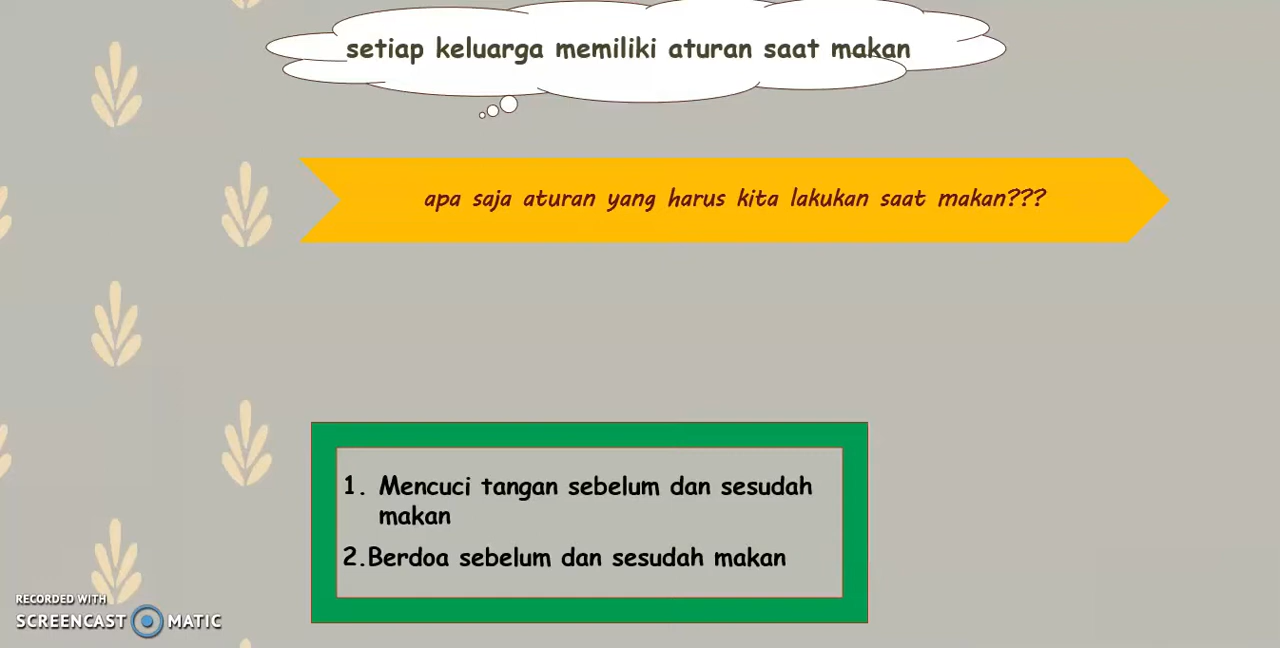 setiap keluarga memiliki aturan saat makan
apa saja aturan yang harus kita lakukan saat makan???
1. Mencuci tangan sebelum dan sesudah
makan
2.Berdoa sebelum dan sesudah makan
RECORDED WITH
SCREENCAST MATIC